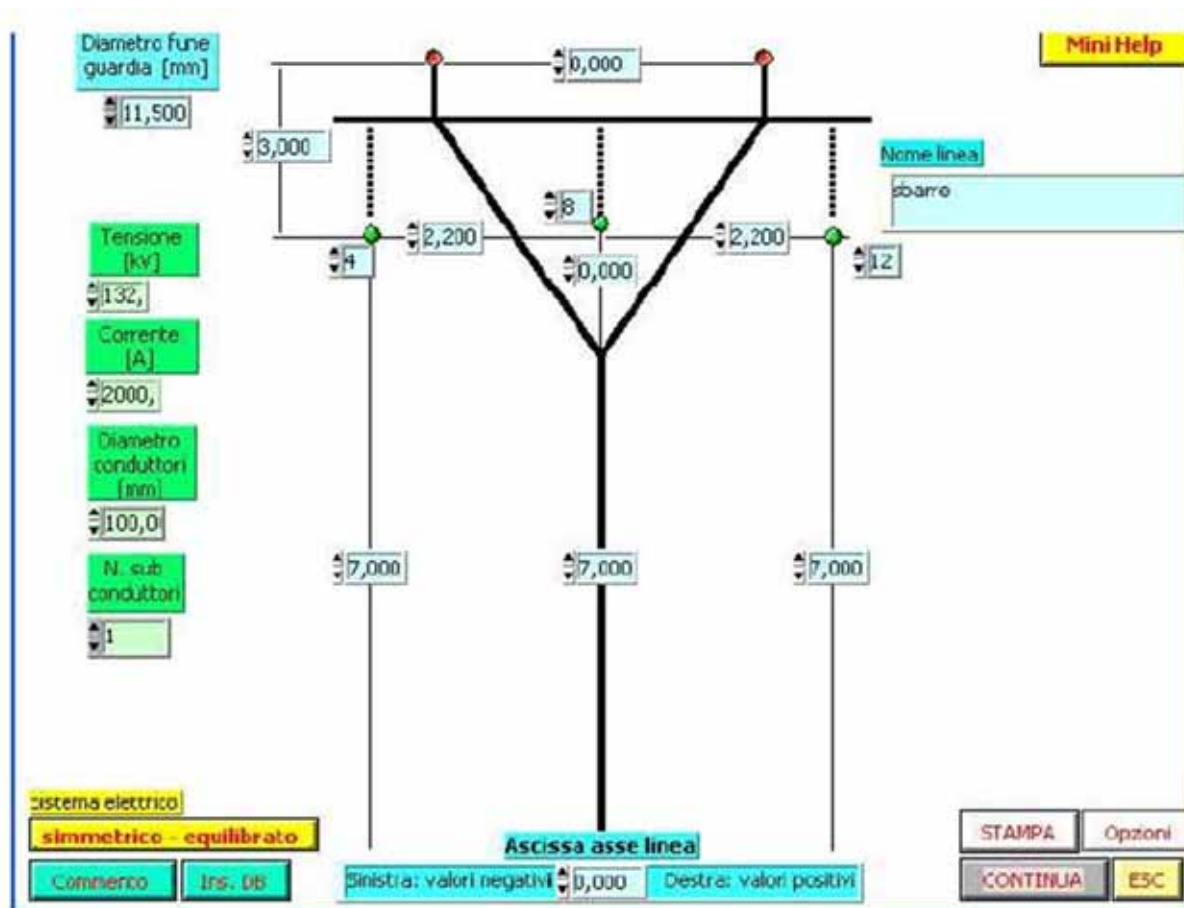 Diametro fune
guardia [mm]
11,500
0,000
Mini Help
3,000
Nome linea
sbarre
8
Tensione
[kV]
132,
4
2,200
2,200
12
0,000
Corrente
[A]
2000,
Diametro
conduttori
[mm]
100,0
N. sub
conduttori
1
7,000
7,000
7,000
sistema elettrico
simmetrico - equilibrato
Commento
Ins. DB
Ascissa asse linea
Sinistra: valori negativi
0,000
Destra: valori positivi
STAMPA
Opzioni
CONTINUA
ESC